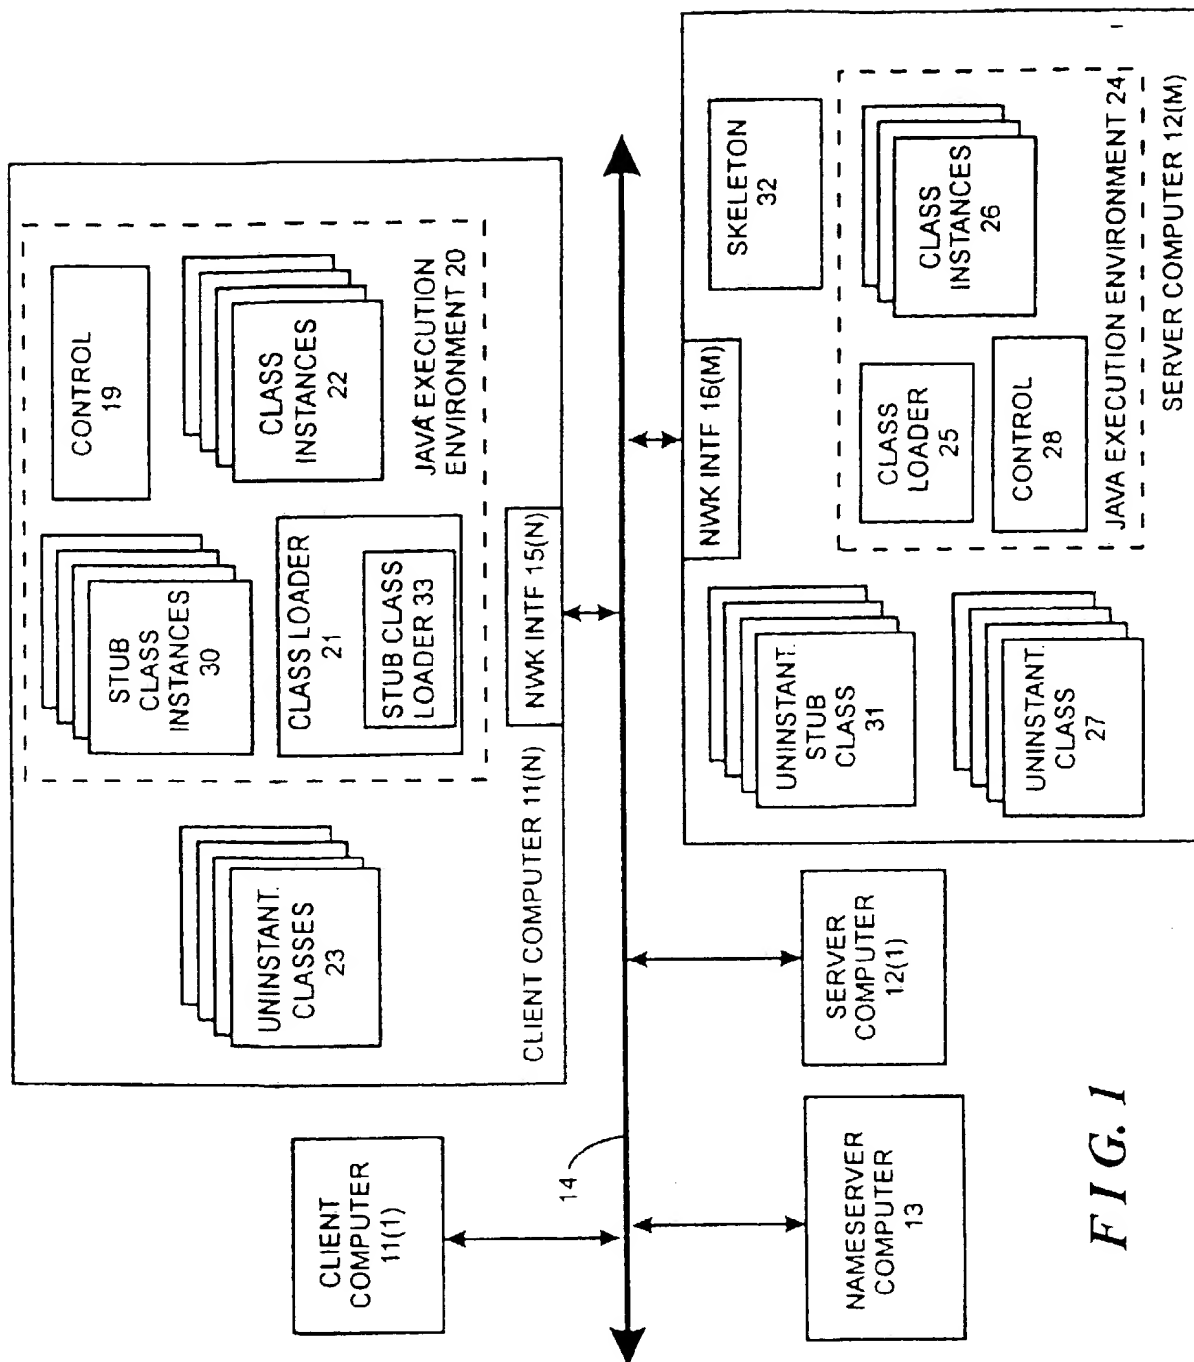 CLIENT
COMPUTER
11(1)
14
UNINSTANT.
CLASSES
23
CLIENT COMPUTER 11(N)
STUB
CLASS
INSTANCES
30
CLASS LOADER
21
STUB CLASS
LOADER 33
CONTROL
19
CLASS
INSTANCES
22
JAVA EXECUTION
ENVIRONMENT 20
NWK INTF 15(N)
NAMESERVER
COMPUTER
13
SERVER
COMPUTER
12(1)
NWK INTF 16(M)
UNINSTANT.
STUB
CLASS
31
UNINSTANT.
CLASS
27
SKELETON
32
CLASS
LOADER
25
CLASS
INSTANCES
26
CONTROL
28
JAVA EXECUTION ENVIRONMENT 24
SERVER COMPUTER 12(M)
FIG. 1